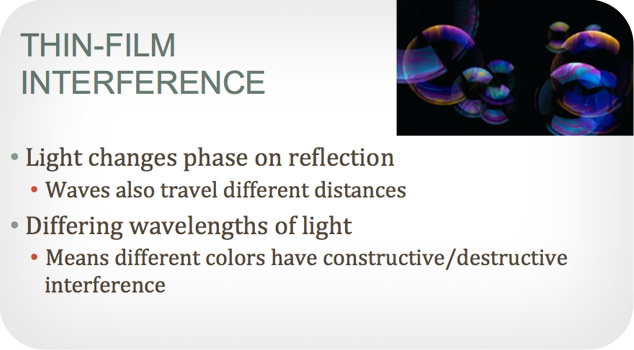 THIN-FILM
INTERFERENCE
• Light changes phase on reflection
• Waves also travel different distances
• Differing wavelengths of light
• Means different colors have constructive/destructive
interference